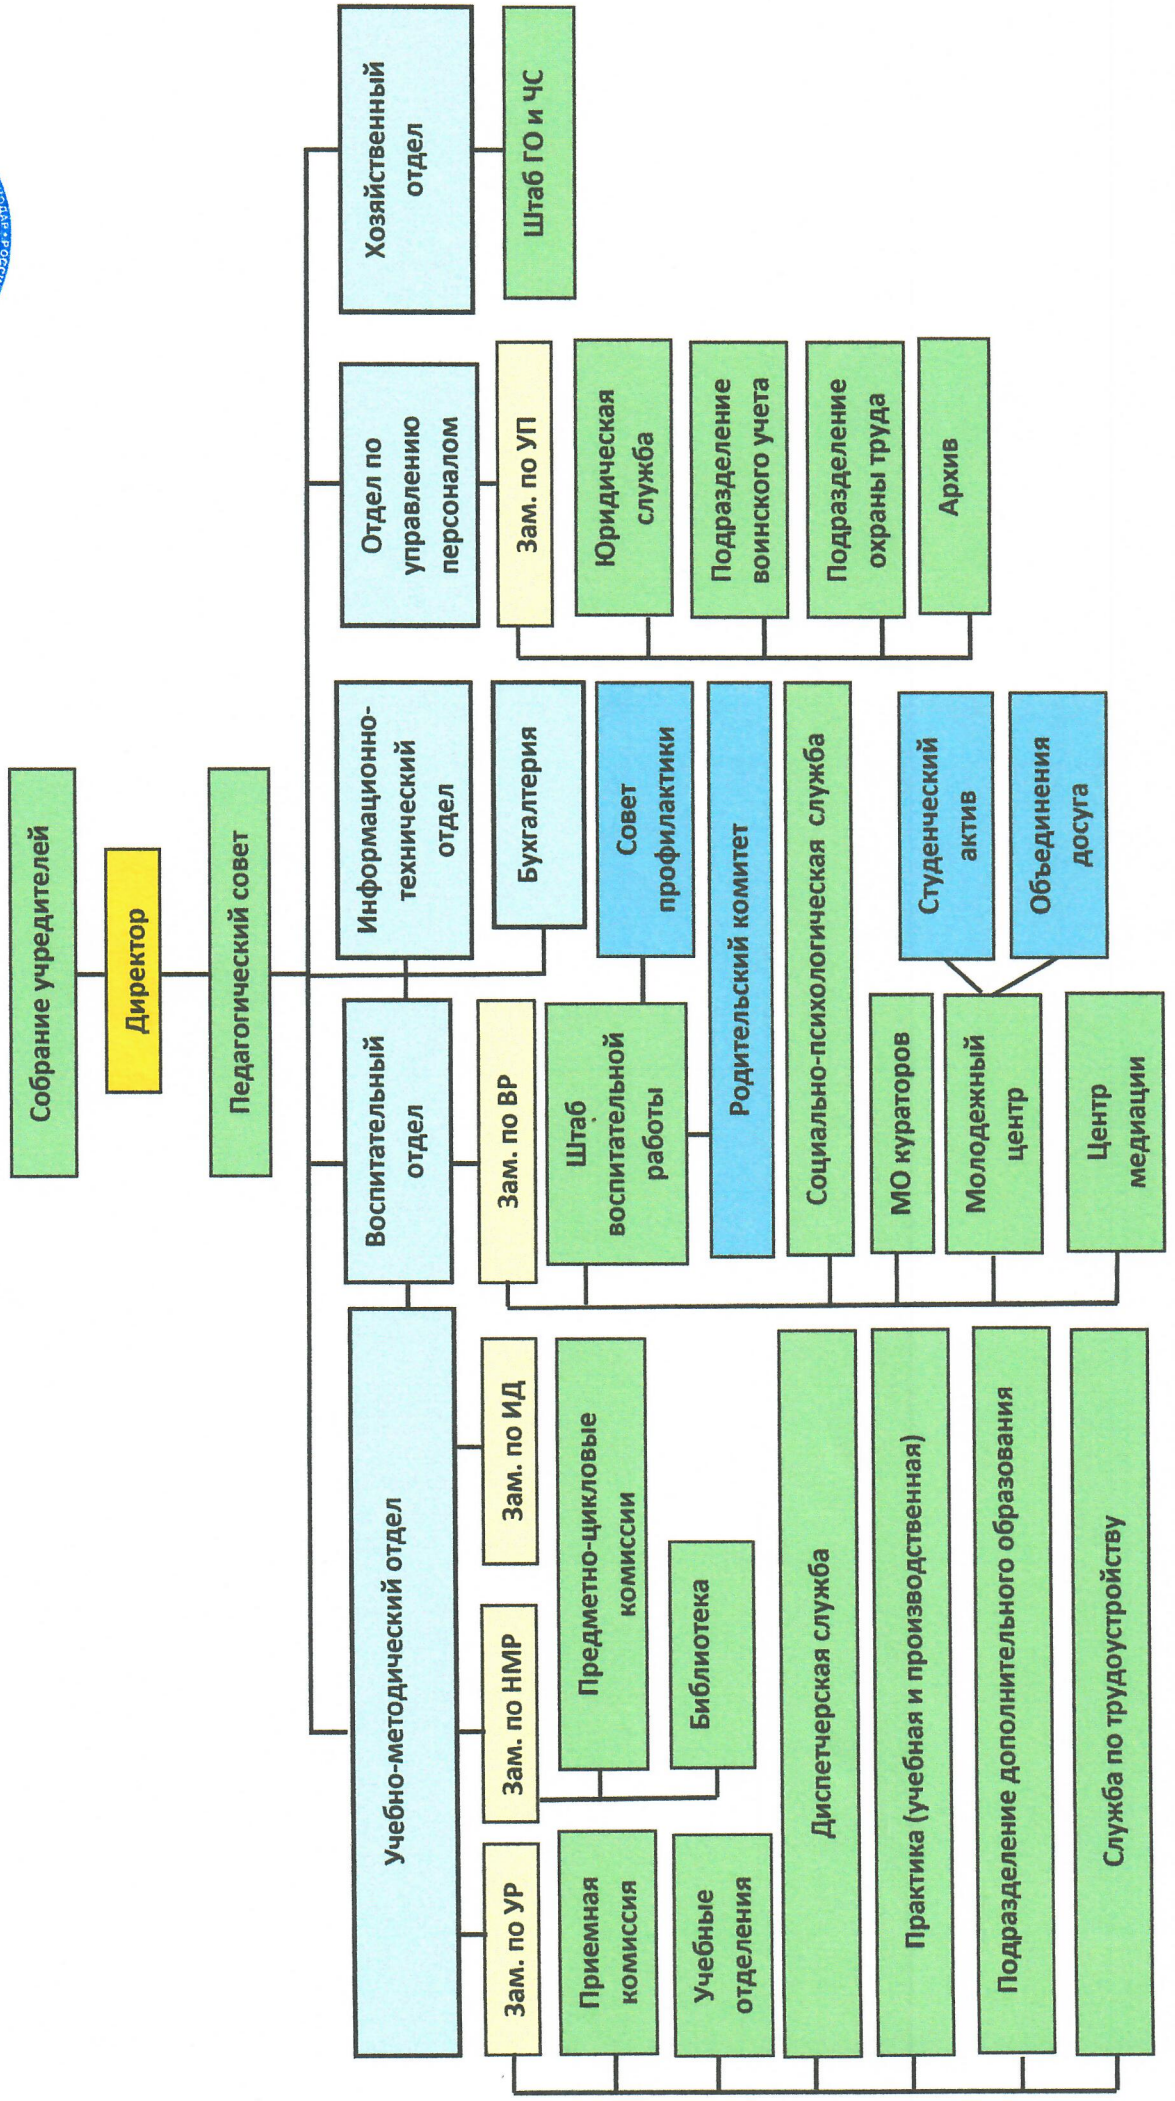 Собрание учредителей
Директор
Педагогический совет
Учебно-методический отдел
Воспитательный
отдел
Информационно-
технический
отдел
Отдел по
управлению
персоналом
Хозяйственный
отдел
Зам. по УР
Зам. по НМР
Зам. по ИД
Зам. по ВР
Бухгалтерия
Зам. по УП
Штаб ГО и ЧС
Приемная
комиссия
Предметно-цикловые
комиссии
Штаб
воспитательной
работы
Совет
профилактики
Юридическая
служба
Учебные
отделения
Библиотека
Родительский комитет
Подразделение
воинского учета
Диспетчерская служба
Социально-психологическая служба
Подразделение
охраны труда
Практика (учебная и производственная)
МО кураторов
Студенческий
актив
Архив
Подразделение дополнительного образования
Молодежный
центр
Объединения
досуга
Служба по трудоустройству
Центр
медиации